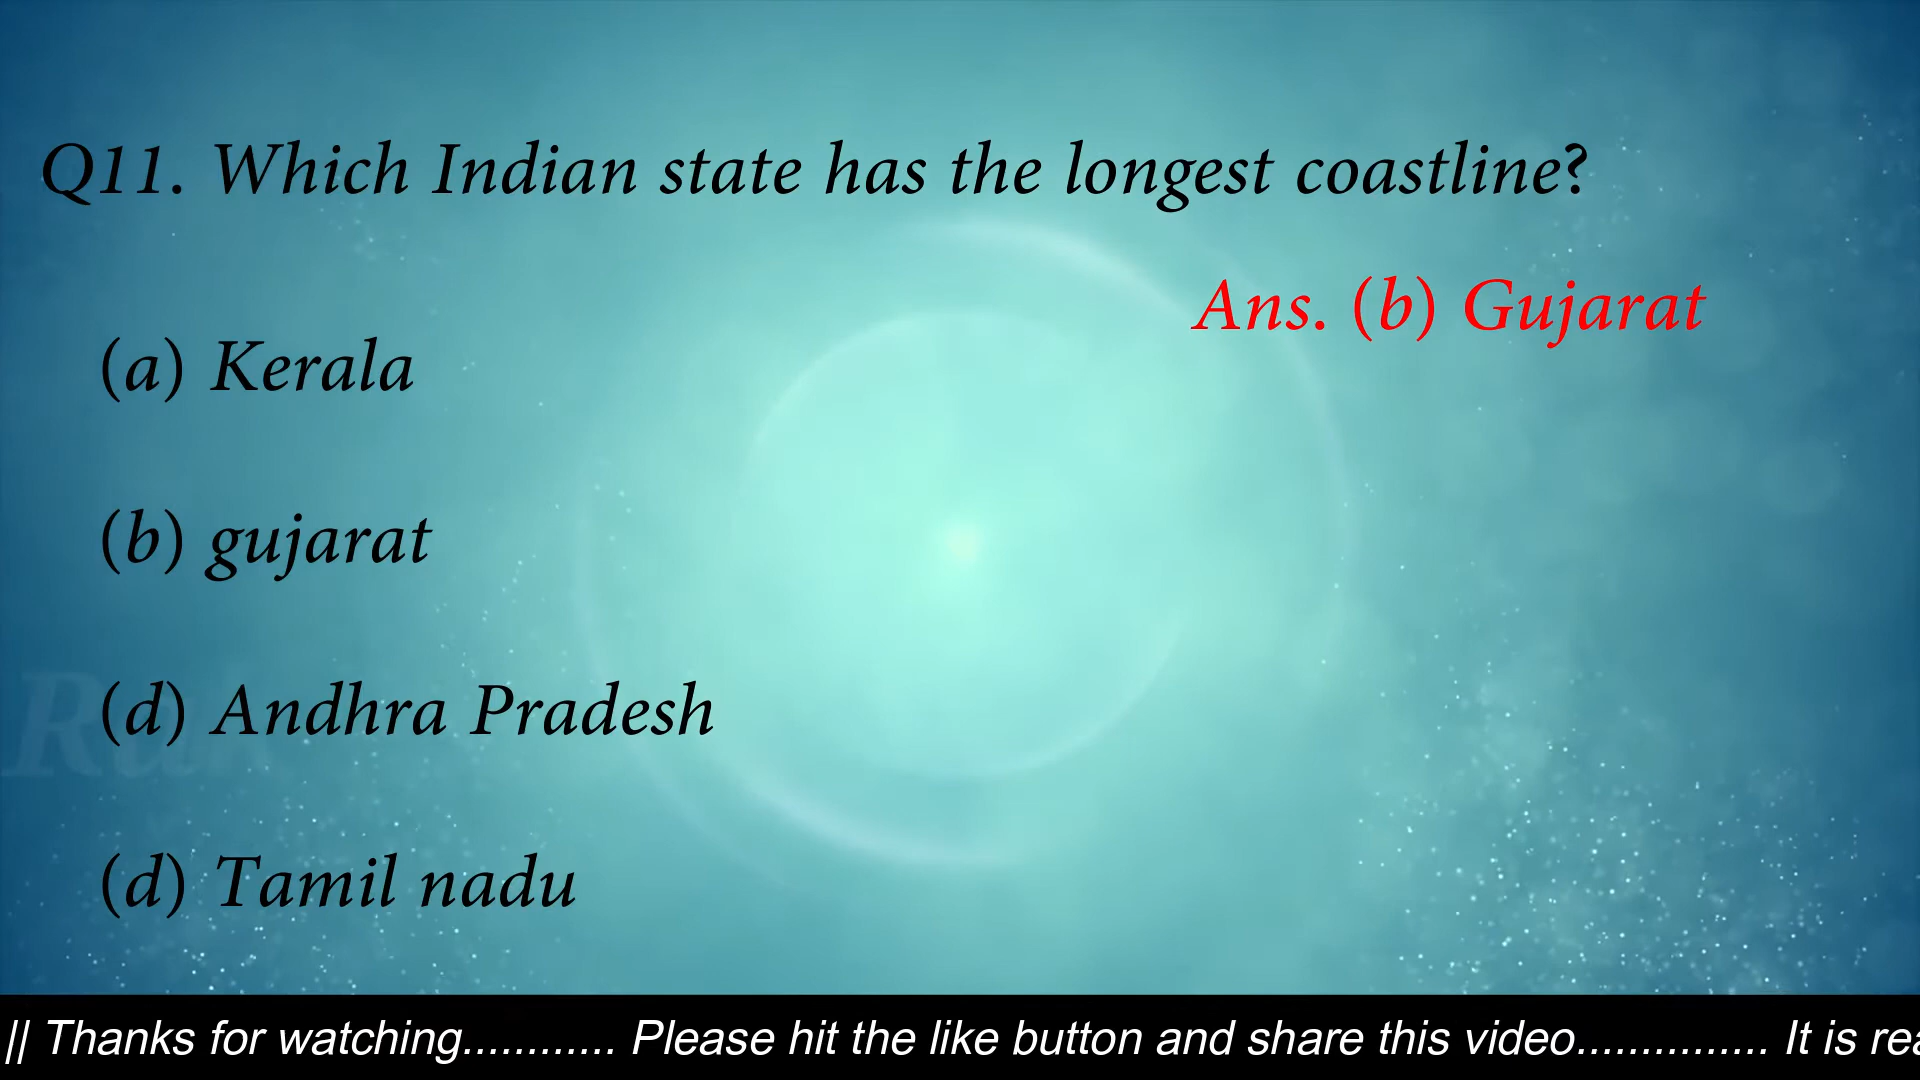 Q11. Which Indian state has the longest coastline?
Ans. (b) Gujarat
(a) Kerala
(b) gujarat
(d) Andhra Pradesh
(d) Tamil nadu
|| Thanks for watching............ Please hit the like button and share this video............... It is